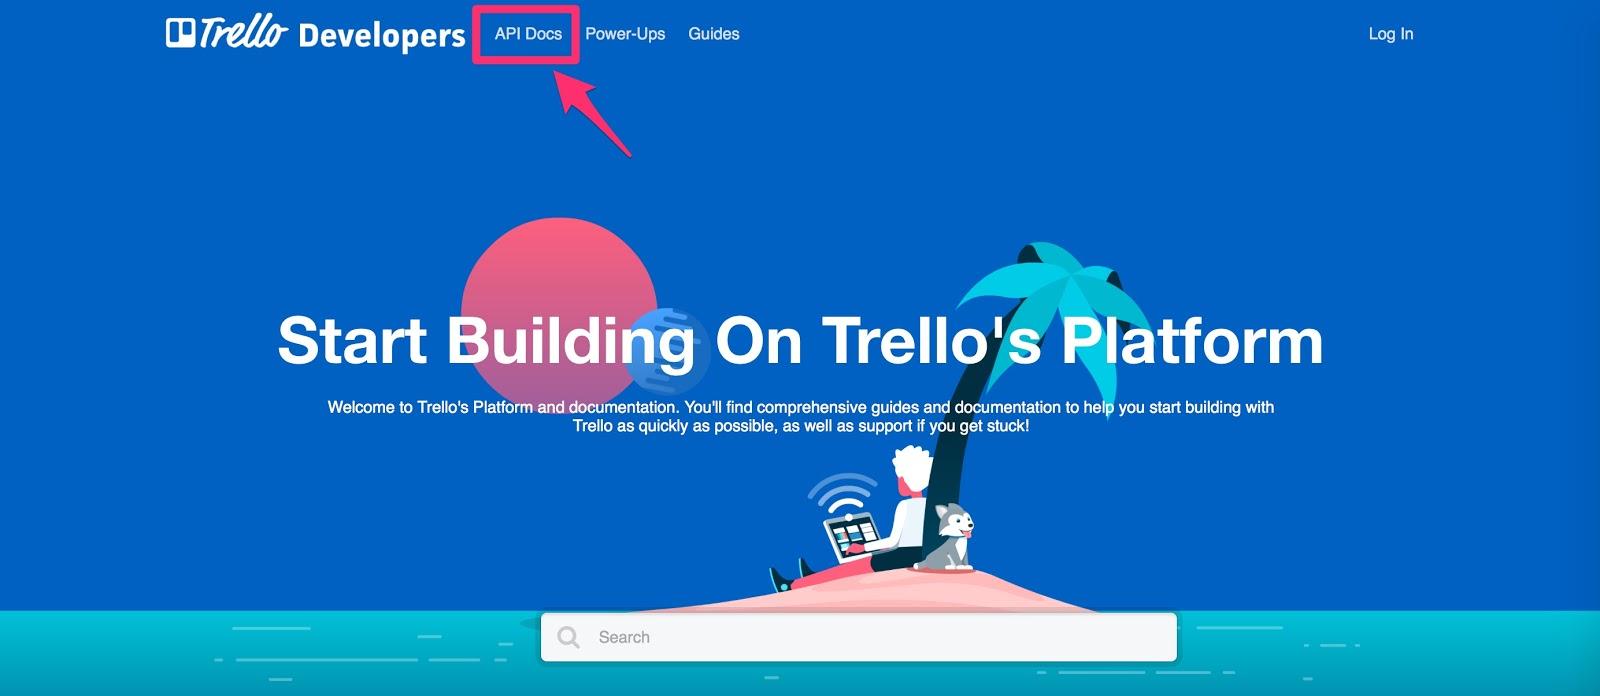 Trello Developers API Docs Power-Ups Guides Log In
Start Building On Trello's Platform
Welcome to Trello's Platform and documentation. You'll find comprehensive guides and documentation to help you start building with
Trello as quickly as possible, as well as support if you get stuck!
Search